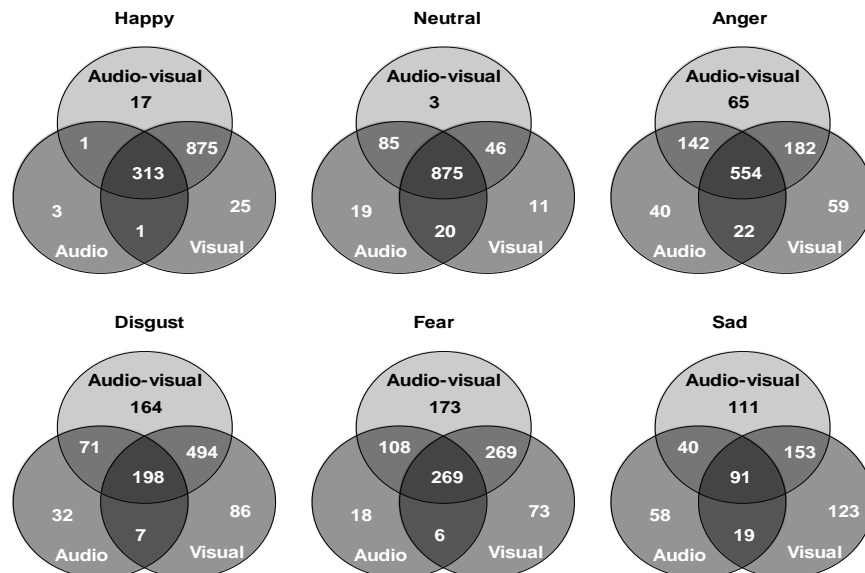 Happy
Neutral
Anger
Audio-visual
17
1
875
313
3
25
1
Audio
Visual
Audio-visual
3
85
46
875
19
11
20
Audio
Visual
Audio-visual
65
142
182
554
40
59
22
Audio
Visual
Disgust
Fear
Sad
Audio-visual
164
71
494
198
32
86
7
Audio
Visual
Audio-visual
173
108
269
269
18
73
6
Audio
Visual
Audio-visual
111
40
153
91
58
123
19
Audio
Visual